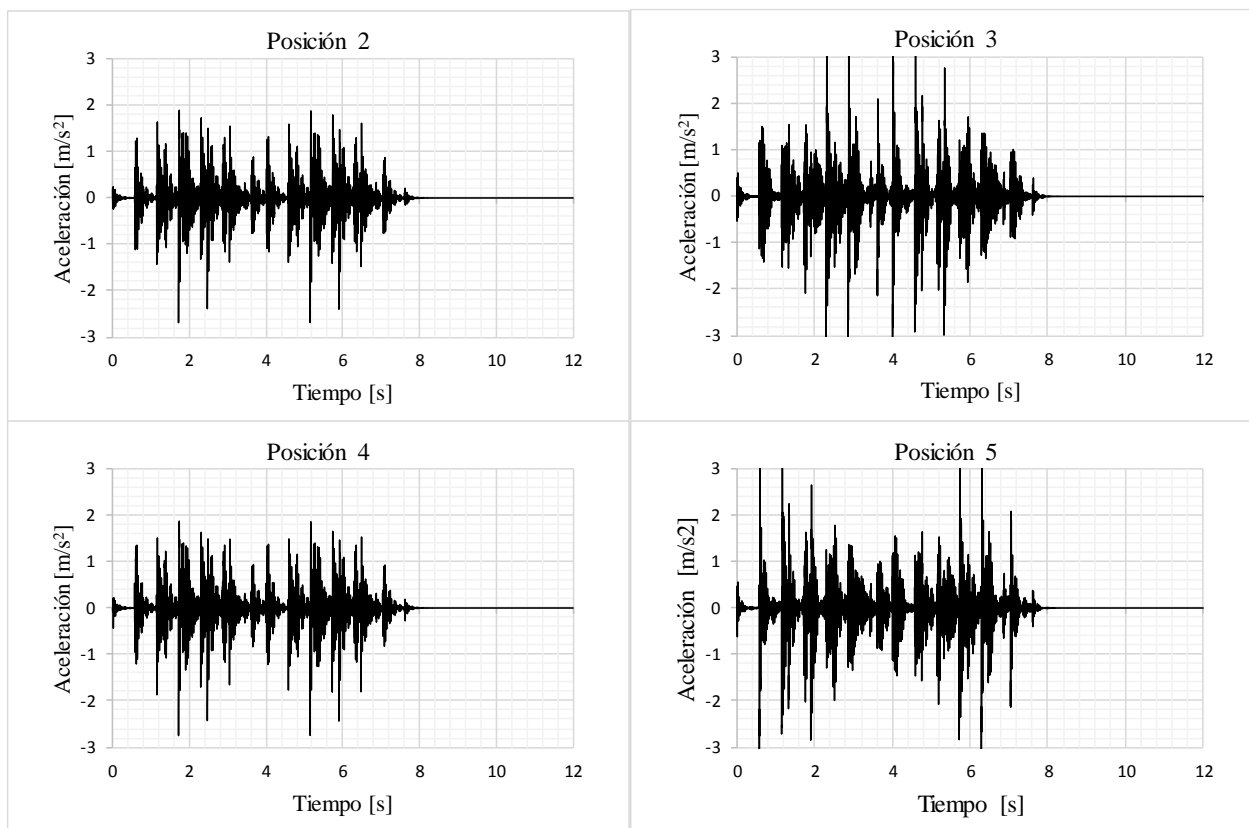 Posición 2
Aceleración [m/s²]
3
2
1
0
-1
-2
-3
0 2 4 6 8 10 12
Tiempo [s]
Posición 3
Aceleración [m/s²]
3
2
1
0
-1
-2
-3
0 2 4 6 8 10 12
Tiempo [s]
Posición 4
Aceleración [m/s²]
3
2
1
0
-1
-2
-3
0 2 4 6 8 10 12
Tiempo [s]
Posición 5
Aceleración [m/s2]
3
2
1
0
-1
-2
-3
0 2 4 6 8 10 12
Tiempo [s]